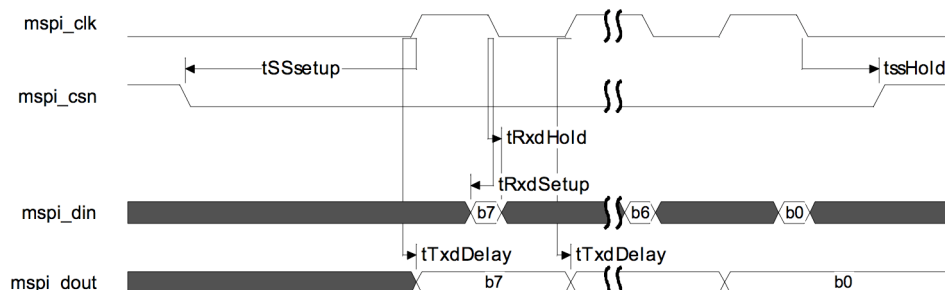 mspi_clk
tSSsetup
tssHold
mspi_csn
tRxdHold
tRxdSetup
mspi_din
b7
b6
b0
tTxdDelay
tTxdDelay
mspi_dout
b7
b0